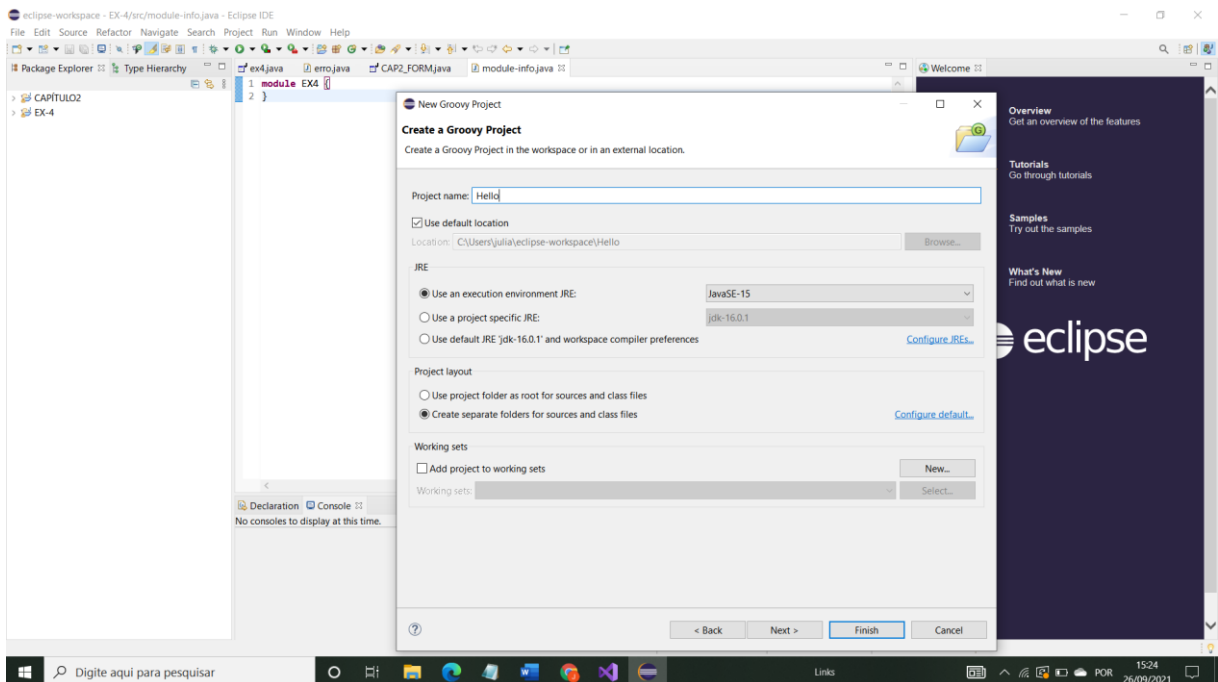 eclipse-workspace - EX-4/src/module-info.java - Eclipse IDE
File Edit Source Refactor Navigate Search Project Run Window Help
Package Explorer Type Hierarchy
CAPÍTULO2
EX-4
ex4.java erro.java CAP2_FORM.java module-info.java
1 module EX4 {
2 }
Declaration Console
No consoles to display at this time.
New Groovy Project
Create a Groovy Project
Create a Groovy Project in the workspace or in an external location.
Project name: Hello
Use default location
Location: C:\Users\julia\eclipse-workspace\Hello Browse...
JRE
Use an execution environment JRE: JavaSE-15
Use a project specific JRE: jdk-16.0.1
Use default JRE 'jdk-16.0.1' and workspace compiler preferences Configure JREs...
Project layout
Use project folder as root for sources and class files
Create separate folders for sources and class files Configure default...
Working sets
Add project to working sets New...
Working sets: Select...
< Back Next > Finish Cancel
Welcome
Overview
Get an overview of the features
Tutorials
Go through tutorials
Samples
Try out the samples
What's New
Find out what is new
eclipse
Digite aqui para pesquisar Links POR 15:24
26/09/2021